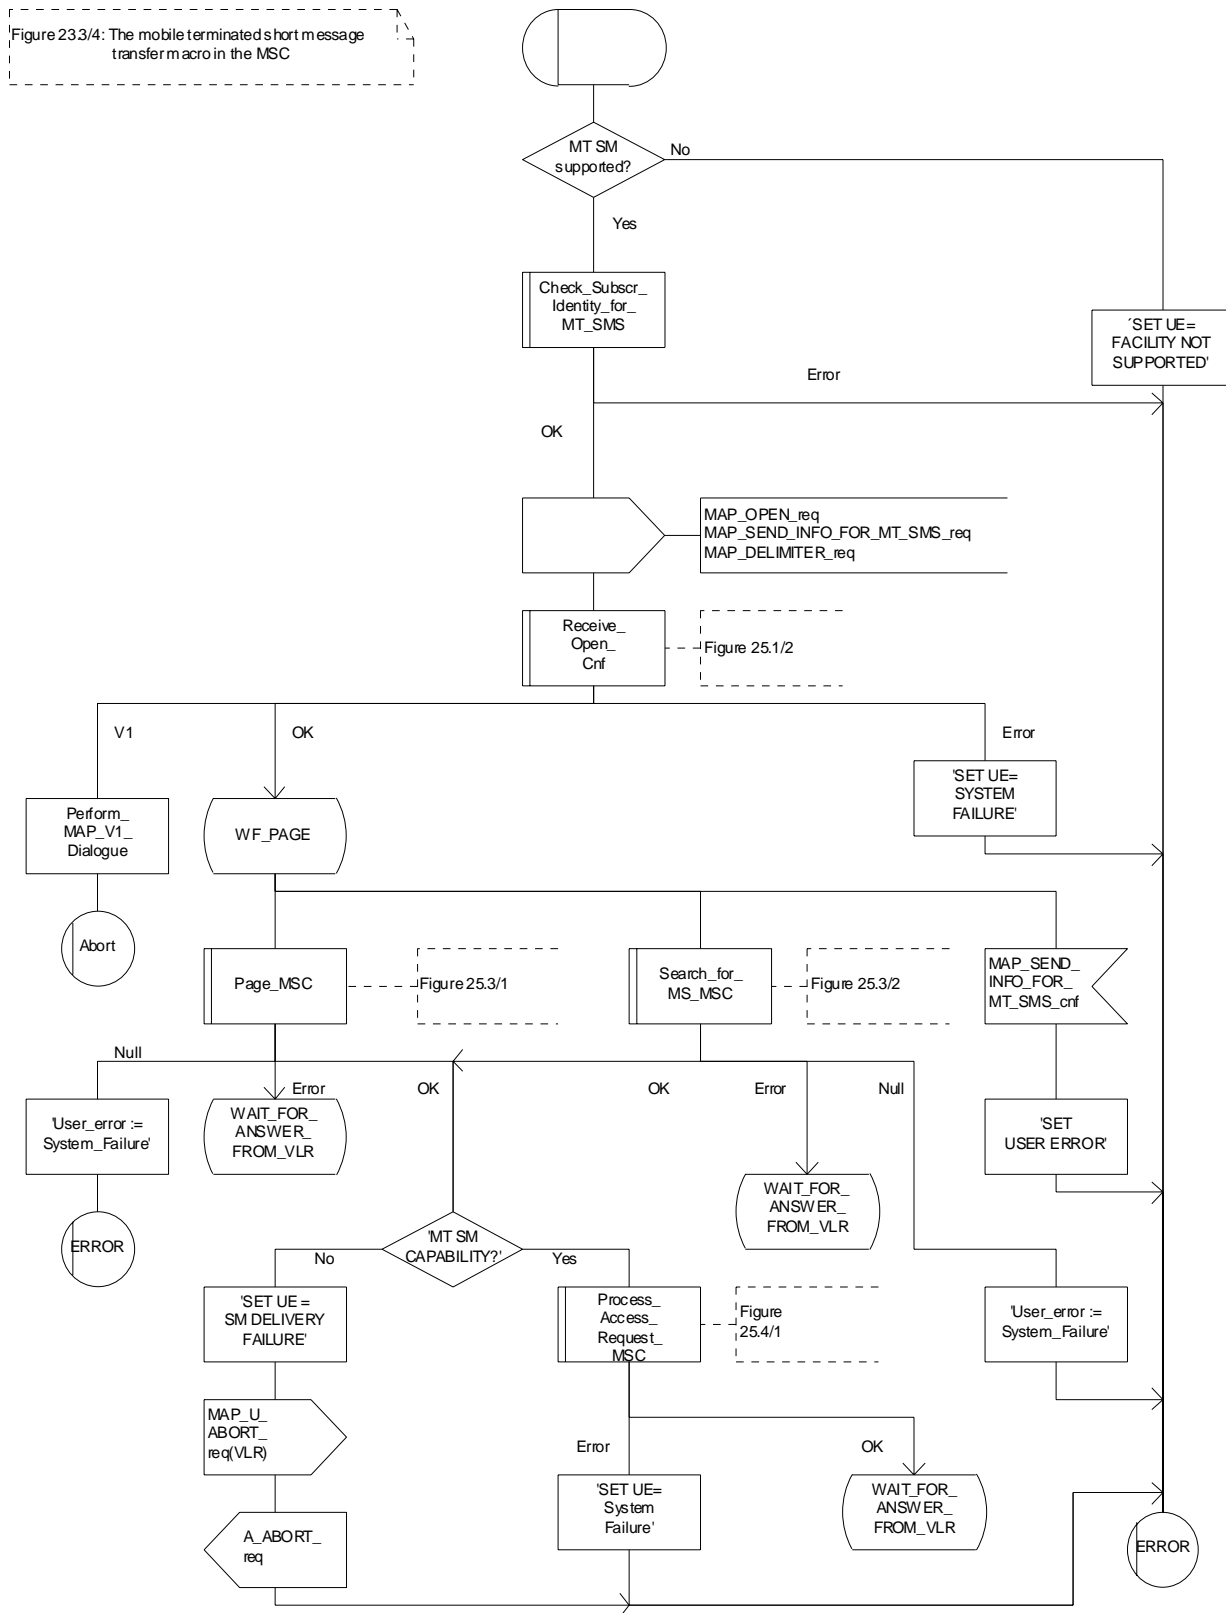 Figure 23.3/4: The mobile terminated short message
transfer macro in the MSC
MT SM
supported?
No
Yes
Check_Subscr_
Identity_for_
MT_SMS
´SET UE=
FACILITY NOT
SUPPORTED'
Error
OK
MAP_OPEN_req
MAP_SEND_INFO_FOR_MT_SMS_req
MAP_DELIMITER_req
Receive_
Open_
Cnf
Figure 25.1/2
V1
OK
Error
'SET UE=
SYSTEM
FAILURE'
Perform_
MAP_V1_
Dialogue
WF_PAGE
Abort
Page_MSC
Figure 25.3/1
Search_for_
MS_MSC
Figure 25.3/2
MAP_SEND_
INFO_FOR_
MT_SMS_cnf
Null
Error
OK
OK
Error
Null
'User_error :=
System_Failure'
WAIT_FOR_
ANSWER_
FROM_VLR
'SET
USER ERROR'
WAIT_FOR_
ANSWER_
FROM_VLR
ERROR
'MT SM
CAPABILITY?'
No
Yes
'SET UE =
SM DELIVERY
FAILURE'
Process_
Access_
Request_
MSC
Figure
25.4/1
'User_error :=
System_Failure'
MAP_U_
ABORT_
req(VLR)
Error
OK
'SET UE=
System
Failure'
WAIT_FOR_
ANSWER_
FROM_VLR
A_ABORT_
req
ERROR